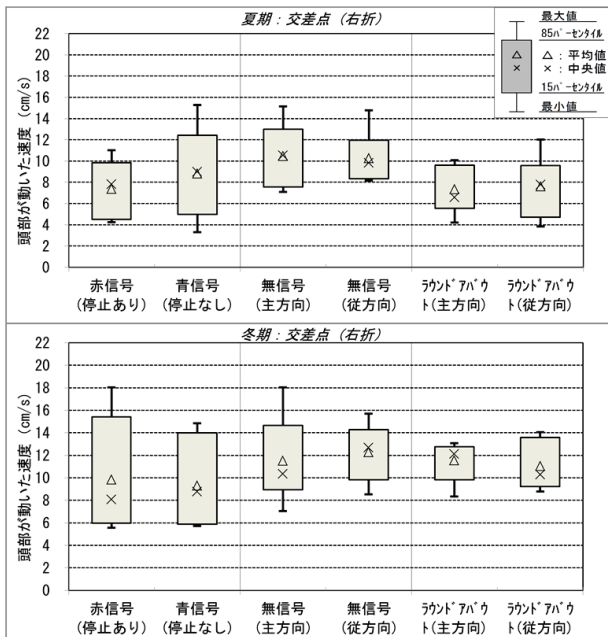 夏期：交差点（右折）
最大値
85ﾊﾟｰｾﾝﾀｲﾙ
△：平均値
×：中央値
15ﾊﾟｰｾﾝﾀｲﾙ
最小値
頭部が動いた速度（cm/s）
22
20
18
16
14
12
10
8
6
4
2
0
赤信号
(停止あり)
青信号
(停止なし)
無信号
(主方向)
無信号
(従方向)
ﾗｳﾝﾄﾞｱﾊﾞｳ
ﾄ(主方向)
ﾗｳﾝﾄﾞｱﾊﾞｳ
ﾄ(従方向)
冬期：交差点（右折）
頭部が動いた速度（cm/s）
22
20
18
16
14
12
10
8
6
4
2
0
赤信号
(停止あり)
青信号
(停止なし)
無信号
(主方向)
無信号
(従方向)
ﾗｳﾝﾄﾞｱﾊﾞｳ
ﾄ(主方向)
ﾗｳﾝﾄﾞｱﾊﾞｳ
ﾄ(従方向)